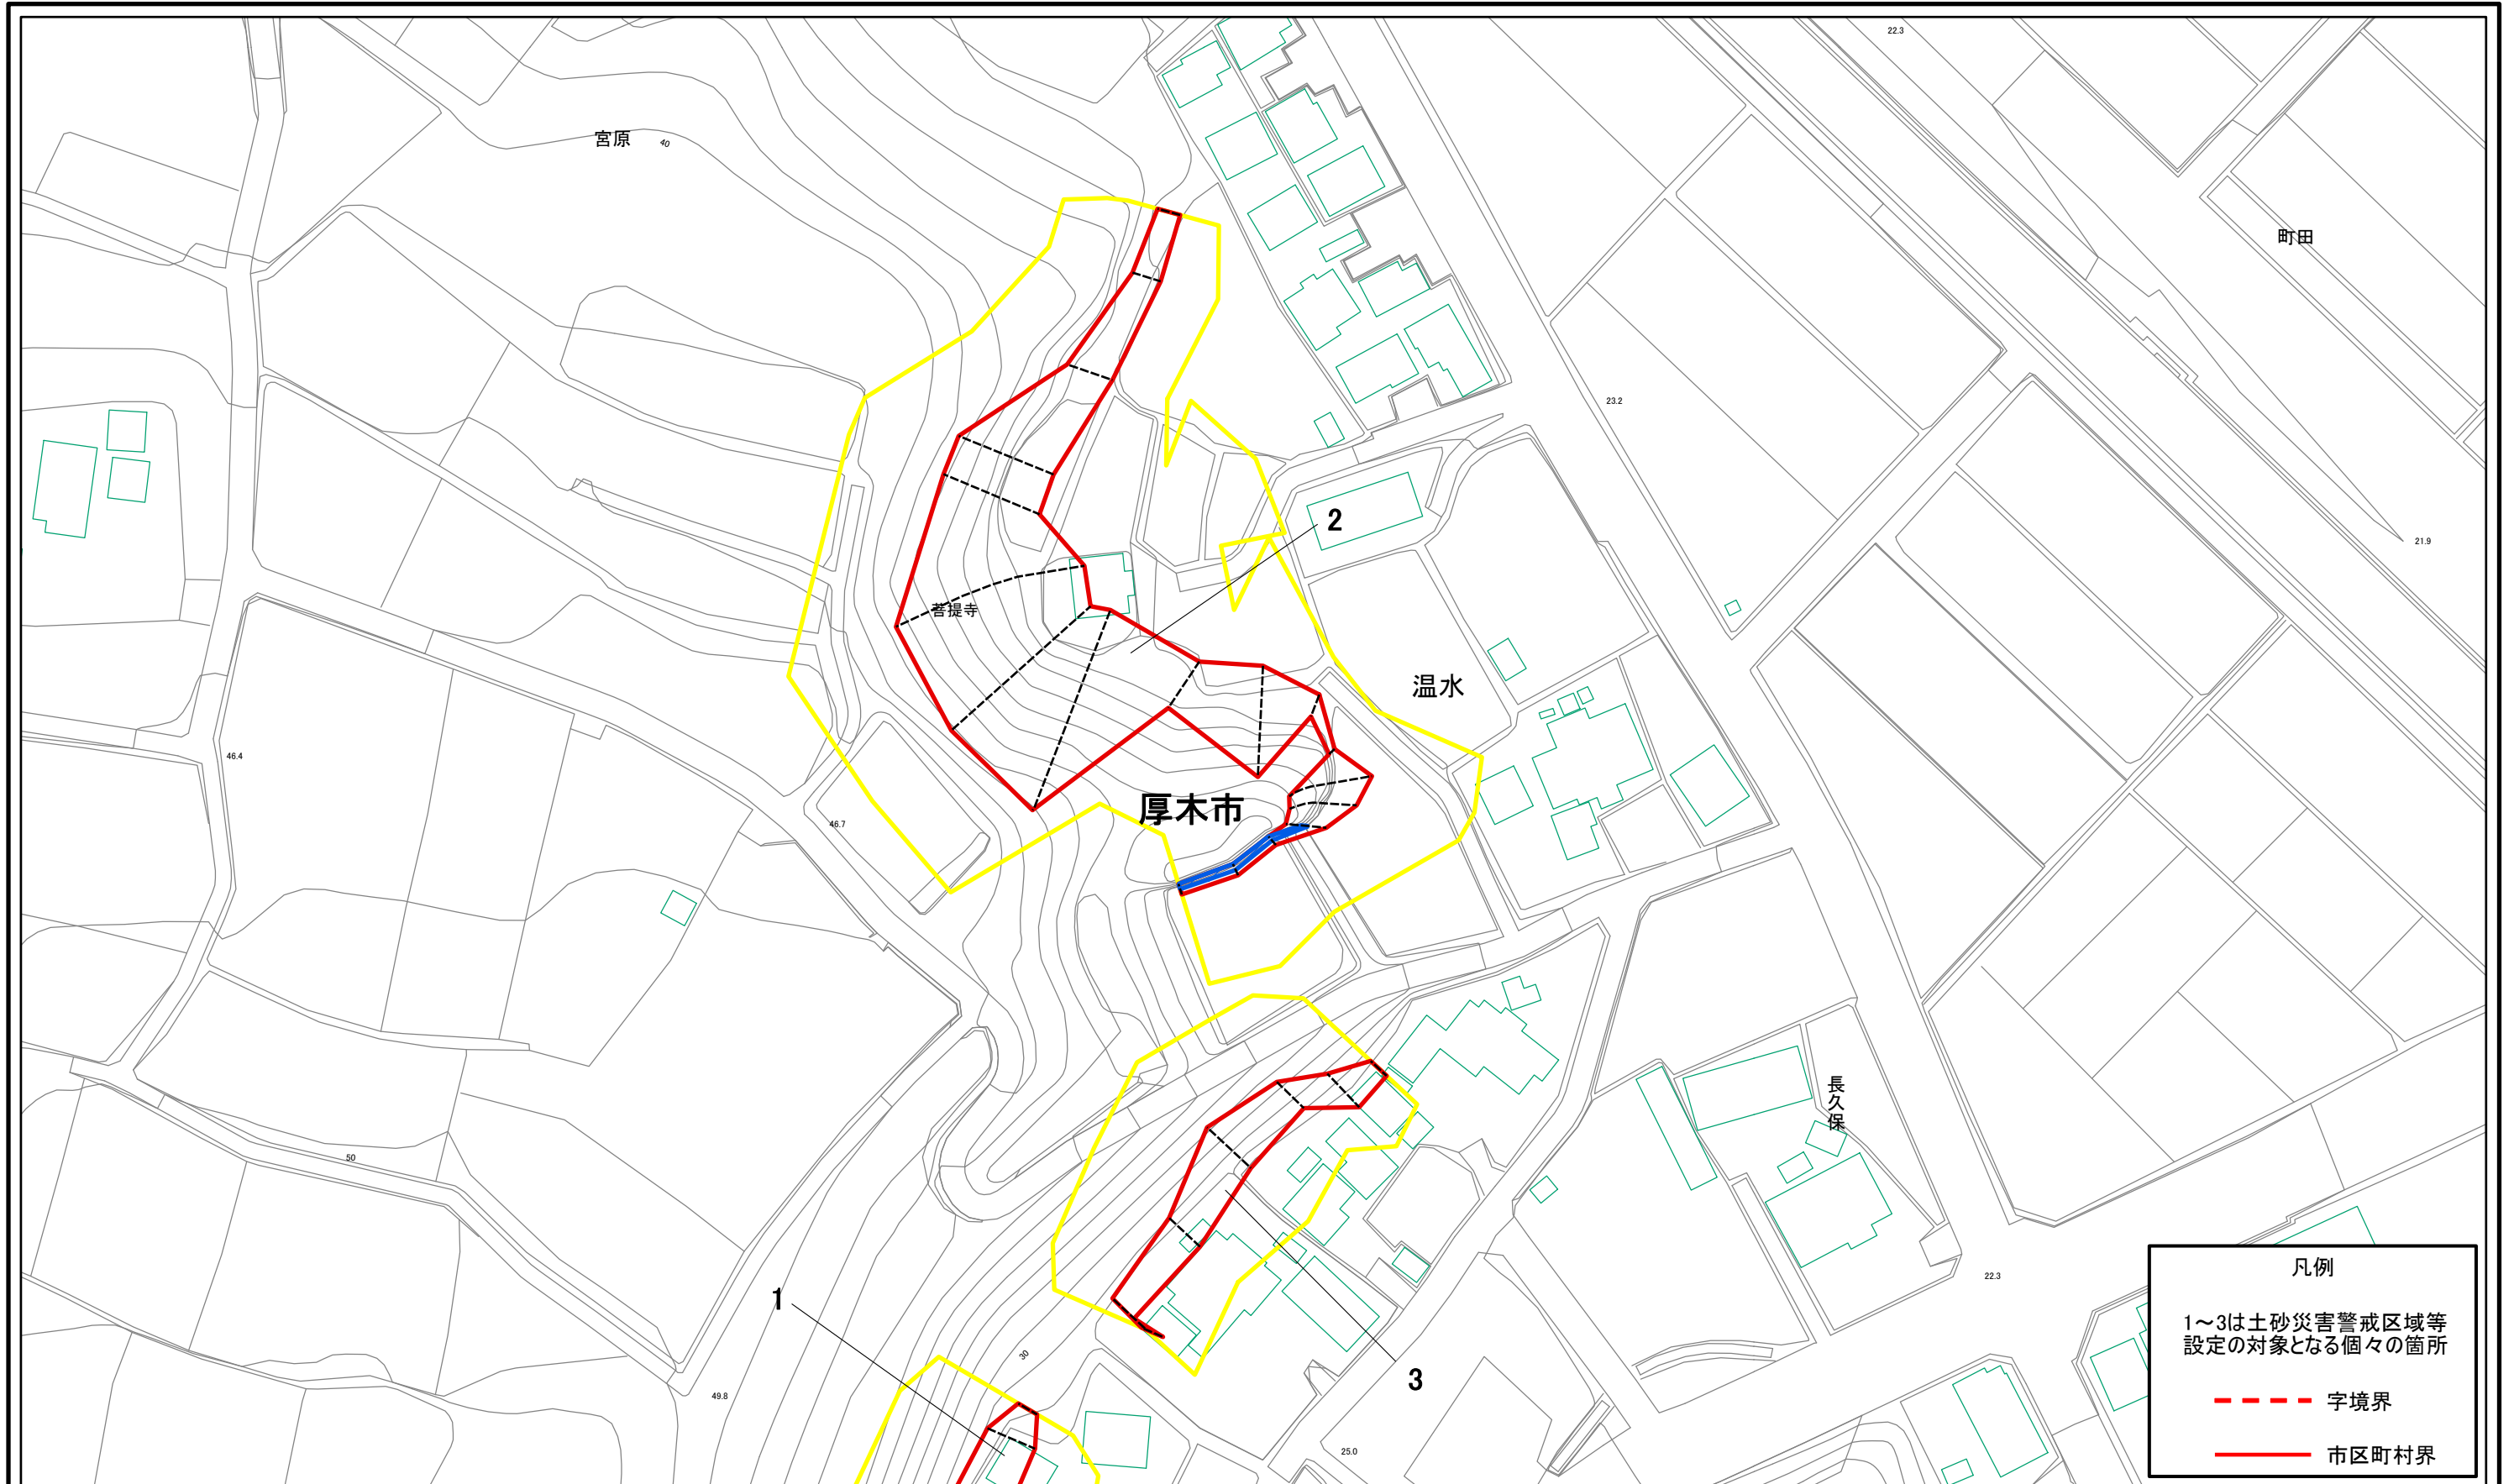 22.3
宮原
40
町田
23.2
2
21.9
菩提寺
温水
46.4
厚木市
46.7
長久保
50
22.3
1
30
3
49.8
25.0
凡例
1～3は土砂災害警戒区域等
設定の対象となる個々の箇所
字境界
市区町村界